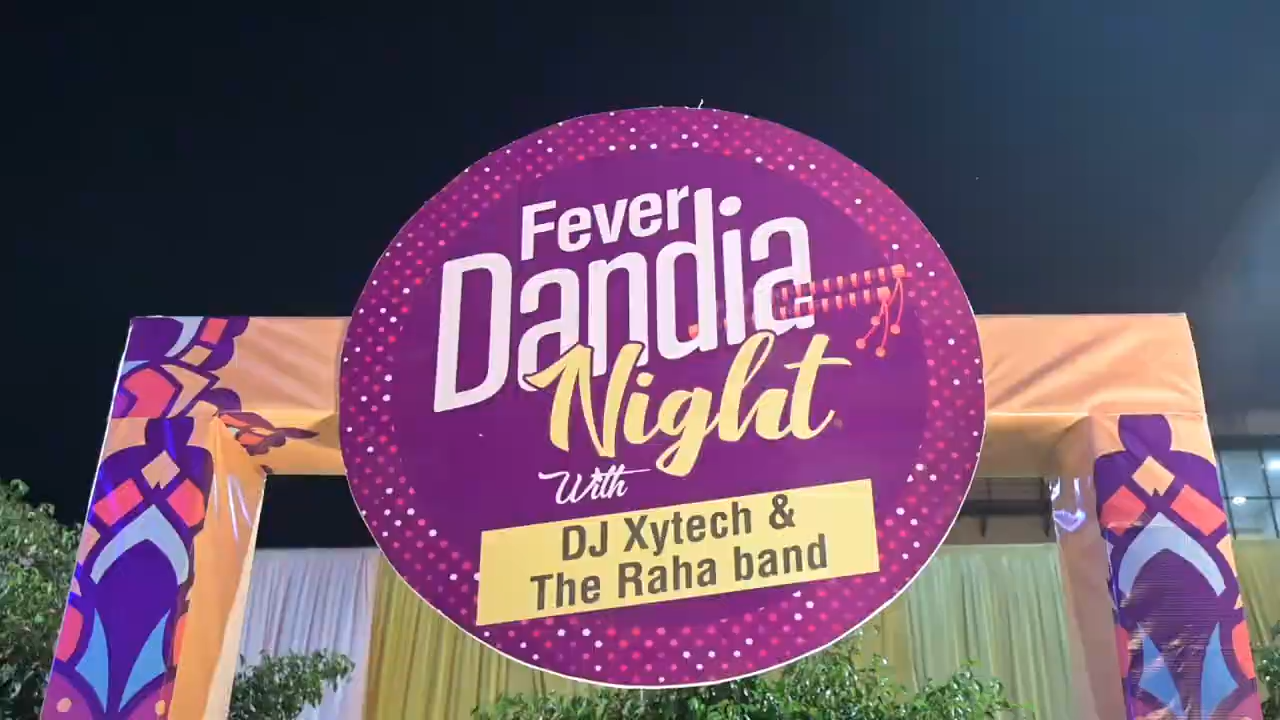 Fever
Dandia
Night
With
DJ Xytech &
The Raha band